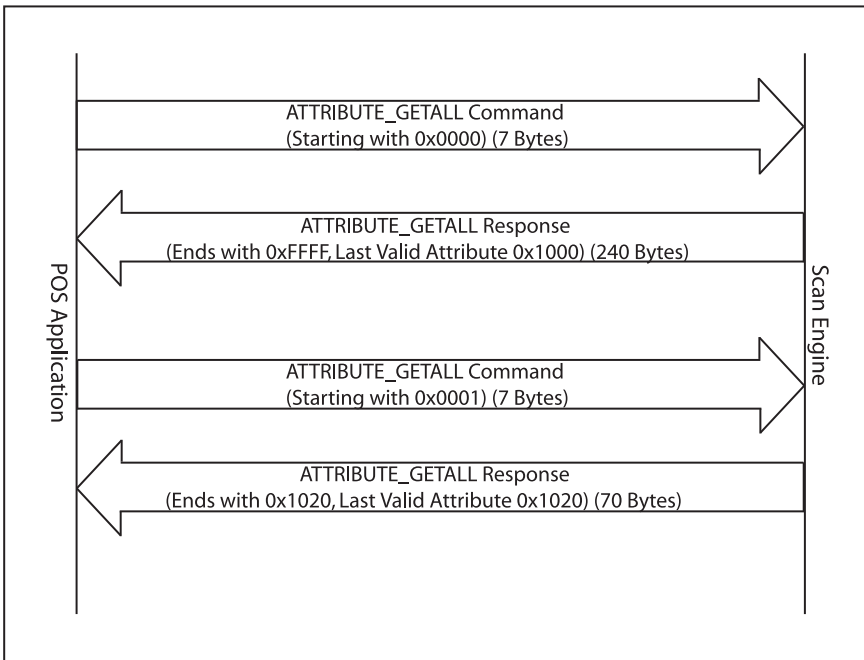 ATTRIBUTE_GETALL Command
(Starting with 0x0000) (7 Bytes)
ATTRIBUTE_GETALL Response
(Ends with 0xFFFF, Last Valid Attribute 0x1000) (240 Bytes)
POS Application
Scan Engine
ATTRIBUTE_GETALL Command
(Starting with 0x0001) (7 Bytes)
ATTRIBUTE_GETALL Response
(Ends with 0x1020, Last Valid Attribute 0x1020) (70 Bytes)